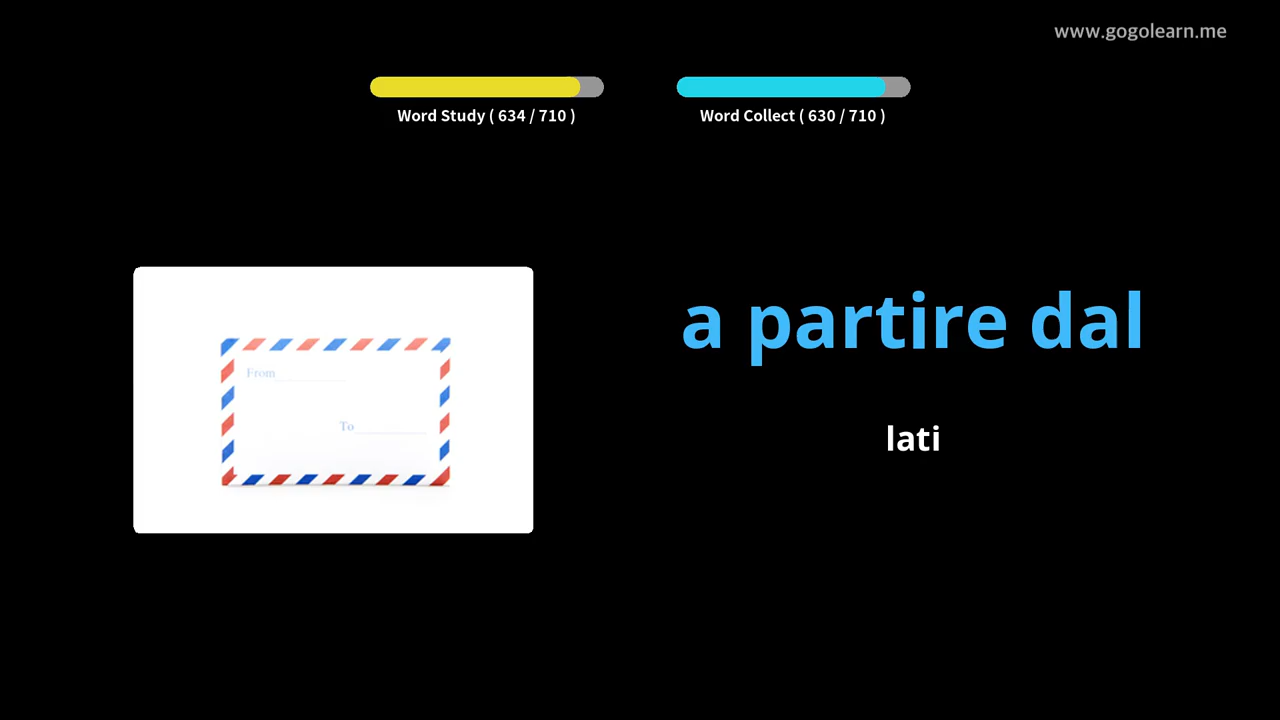 www.gogolearn.me
Word Study ( 634 / 710 )
Word Collect ( 630 / 710 )
a partire dal
lati
From
To